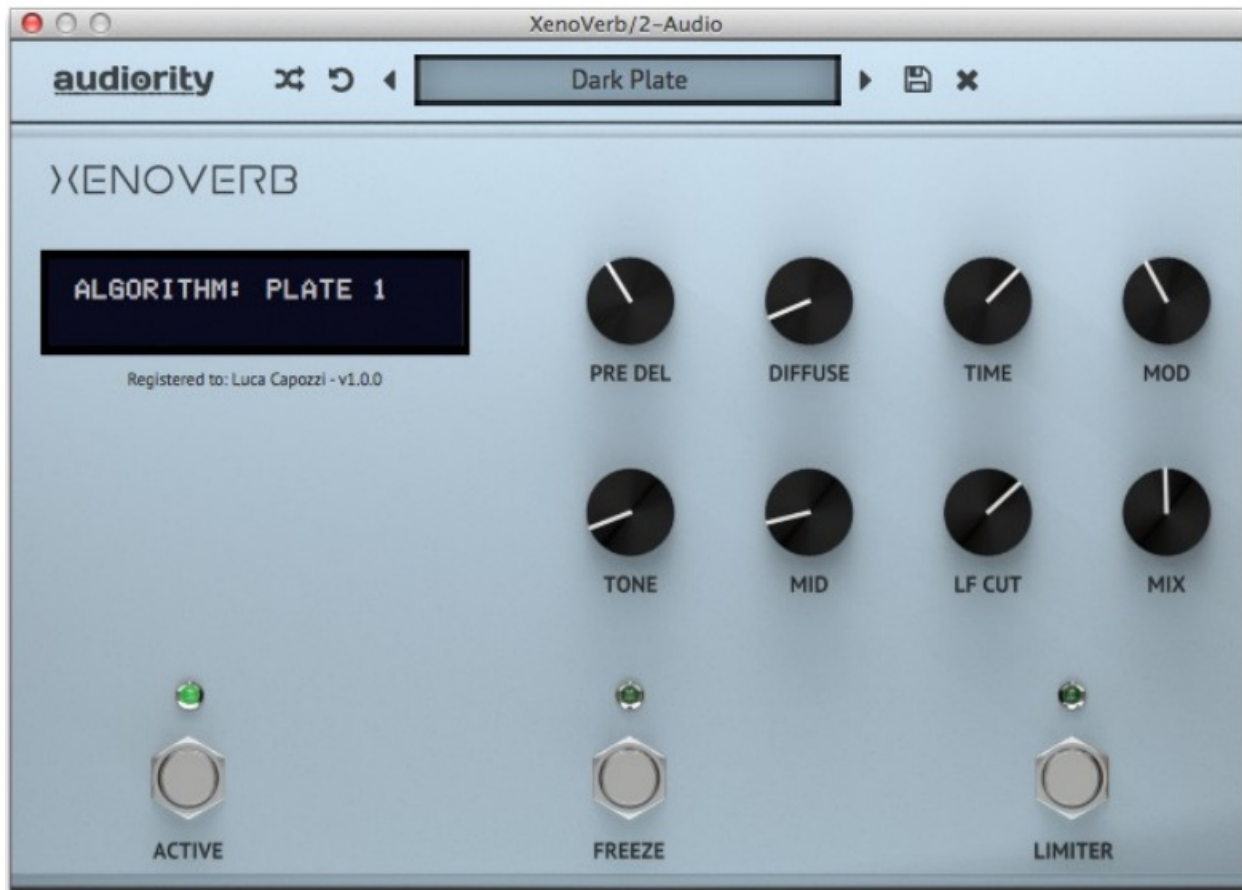 XenoVerb/2-Audio
audiority
Dark Plate
XENOVERB
ALGORITHM: PLATE 1
Registered to: Luca Capozzi - v1.0.0
PRE DEL DIFFUSE TIME MOD
TONE MID LF CUT MIX
ACTIVE FREEZE LIMITER